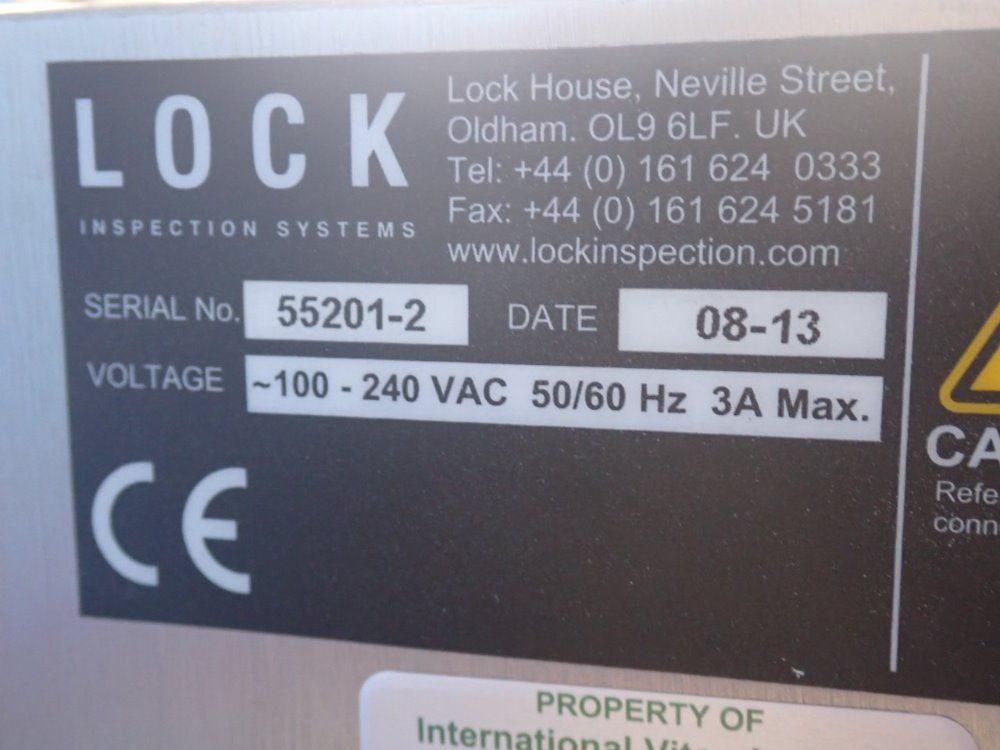 LOCK
INSPECTION SYSTEMS
Lock House, Neville Street,
Oldham. OL9 6LF. UK
Tel: +44 (0) 161 624 0333
Fax: +44 (0) 161 624 5181
www.lockinspection.com
SERIAL No. 55201-2 DATE 08-13
VOLTAGE ~100 - 240 VAC 50/60 Hz 3A Max.
CE
PROPERTY OF
International